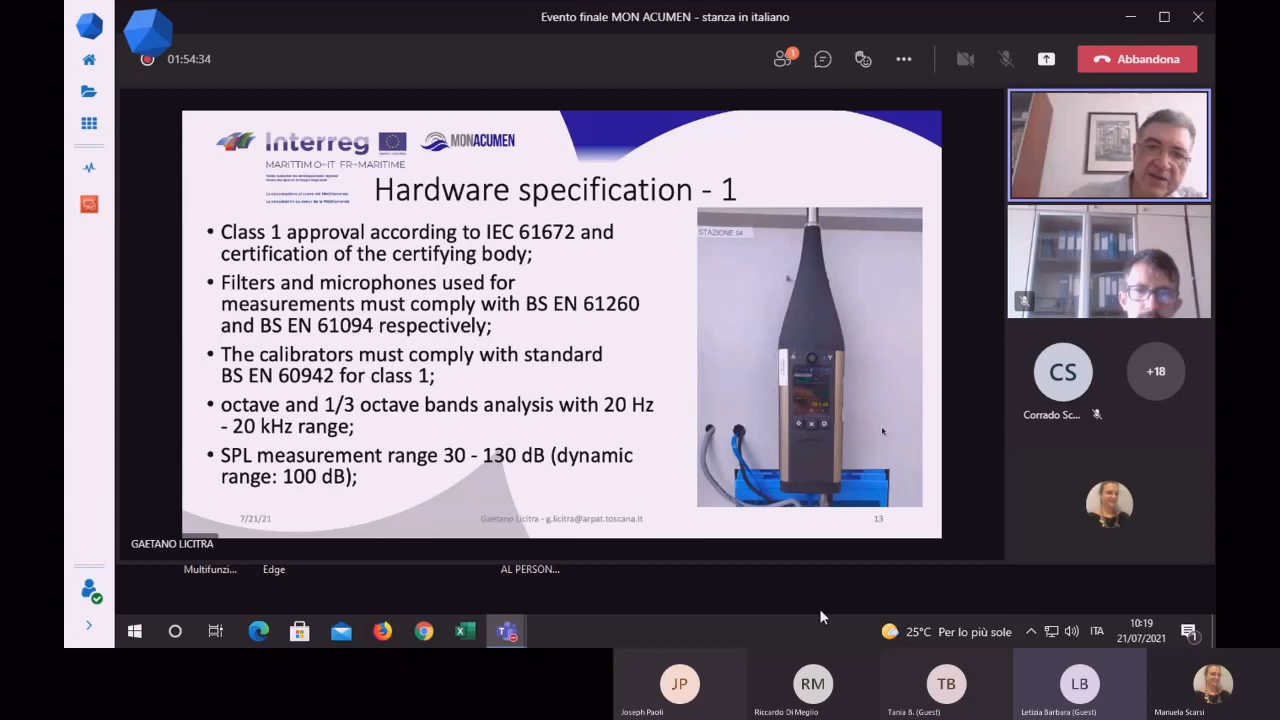 Evento finale MON ACUMEN - stanza in italiano
01:54:34
1
Abbandona
Interreg
MARITTIMO-IT FR-MARITIME
MONACUMEN
Hardware specification - 1
• Class 1 approval according to IEC 61672 and
certification of the certifying body;
• Filters and microphones used for
measurements must comply with BS EN 61260
and BS EN 61094 respectively;
• The calibrators must comply with standard
BS EN 60942 for class 1;
• octave and 1/3 octave bands analysis with 20 Hz
- 20 kHz range;
• SPL measurement range 30 - 130 dB (dynamic
range: 100 dB);
STAZIONE 04
7/21/21
Gaetano Licitra - g.licitra@arpat.toscana.it
13
GAETANO LICITRA
CS
+18
Corrado Sc...
Multifunzi...
Edge
AL PERSON...
25°C Per lo più sole
ITA
10:19
21/07/2021
1
JP
RM
TB
LB
Joseph Paoli
Riccardo Di Meglio
Tania B. (Guest)
Letizia Barbara (Guest)
Manuela Scarsi